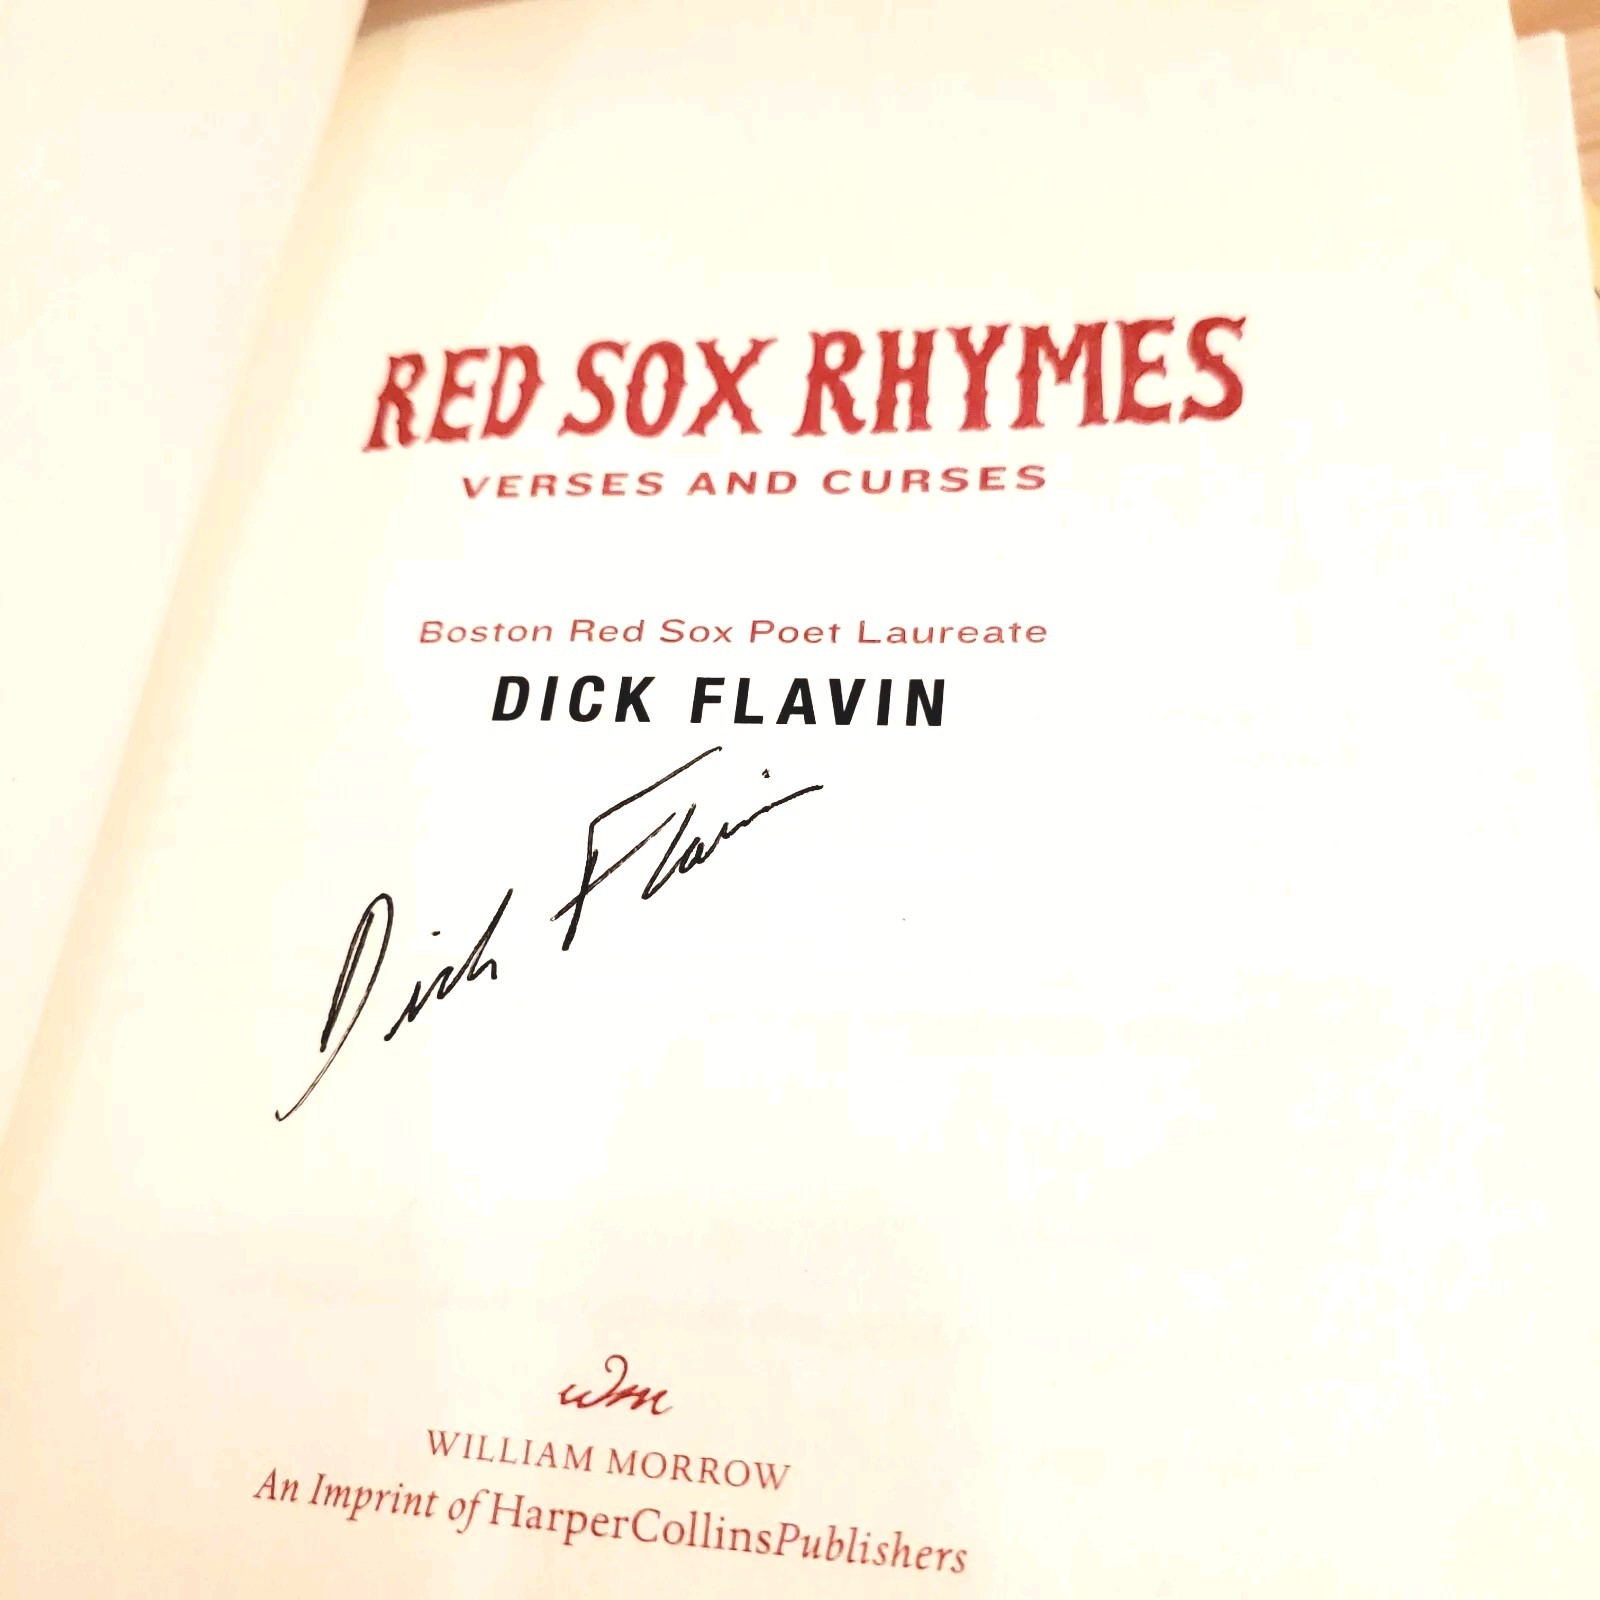 RED SOX RHYMES
VERSES AND CURSES
Boston Red Sox Poet Laureate
DICK FLAVIN
Dick Flavin
wm
WILLIAM MORROW
An Imprint of HarperCollinsPublishers